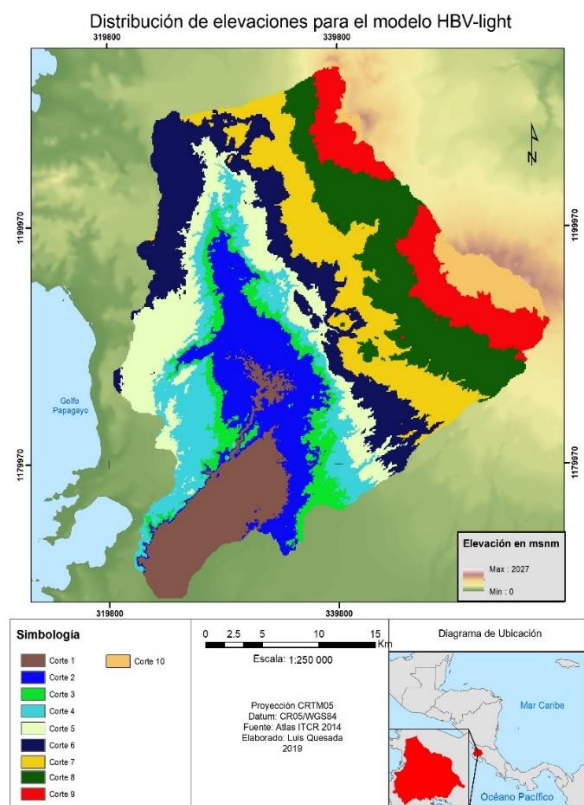 Distribución de elevaciones para el modelo HBV-light
319800 339800
1199970 1199970
Golfo
Papagayo
N
1179970 1179970
Elevación en msnm
Max : 2027
Min : 0
319800 339800
Simbología
Corte 1
Corte 2
Corte 3
Corte 4
Corte 5
Corte 6
Corte 7
Corte 8
Corte 9
Corte 10
0 2.5 5 10 15
Km
Escala: 1:250 000
Proyección CRTM05
Datum: CR05/WGS84
Fuente: Atlas ITCR 2014
Elaborado: Luis Quesada
2019
Diagrama de Ubicación
Mar Caribe
Océano Pacífico